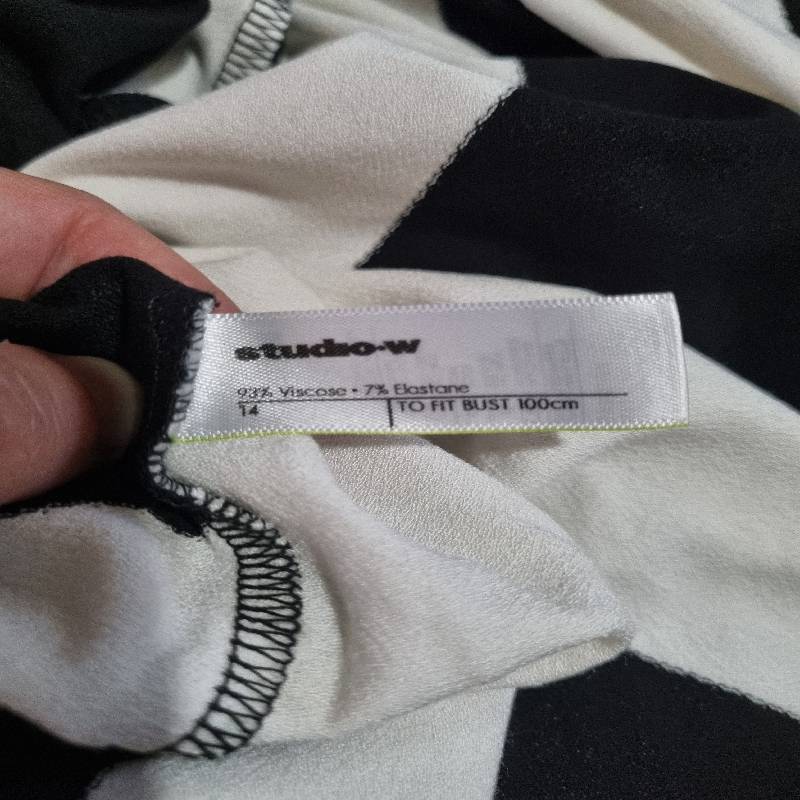 studio•w
93% Viscose • 7% Elastane
14
TO FIT BUST 100cm